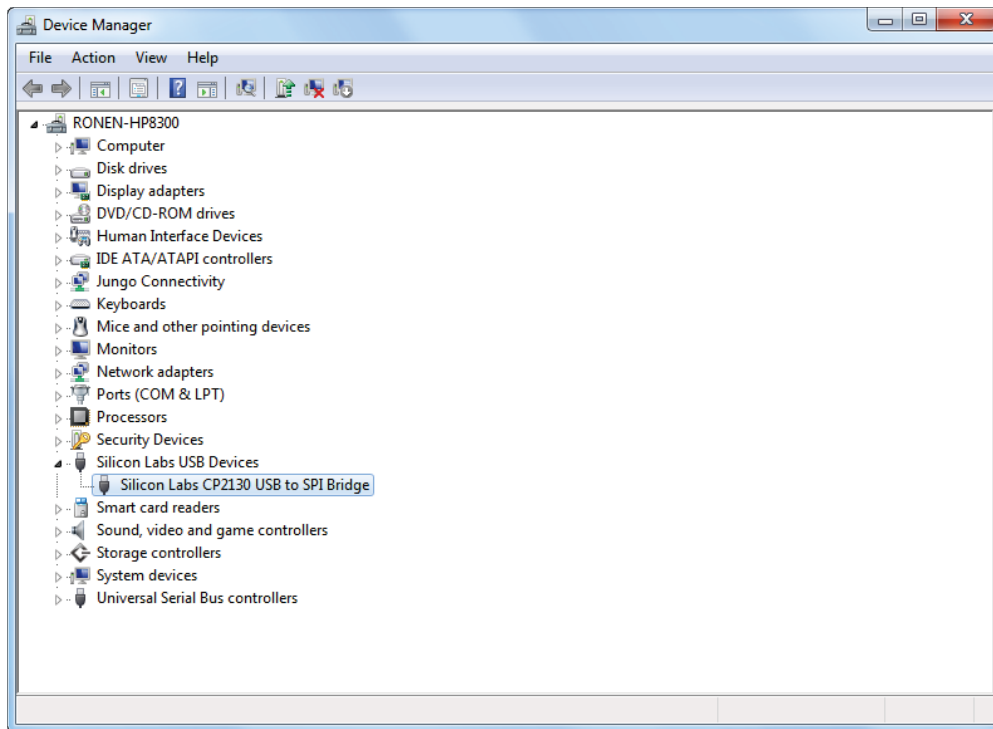 Device Manager
File Action View Help
RONEN-HP8300
Computer
Disk drives
Display adapters
DVD/CD-ROM drives
Human Interface Devices
IDE ATA/ATAPI controllers
Jungo Connectivity
Keyboards
Mice and other pointing devices
Monitors
Network adapters
Ports (COM & LPT)
Processors
Security Devices
Silicon Labs USB Devices
Silicon Labs CP2130 USB to SPI Bridge
Smart card readers
Sound, video and game controllers
Storage controllers
System devices
Universal Serial Bus controllers